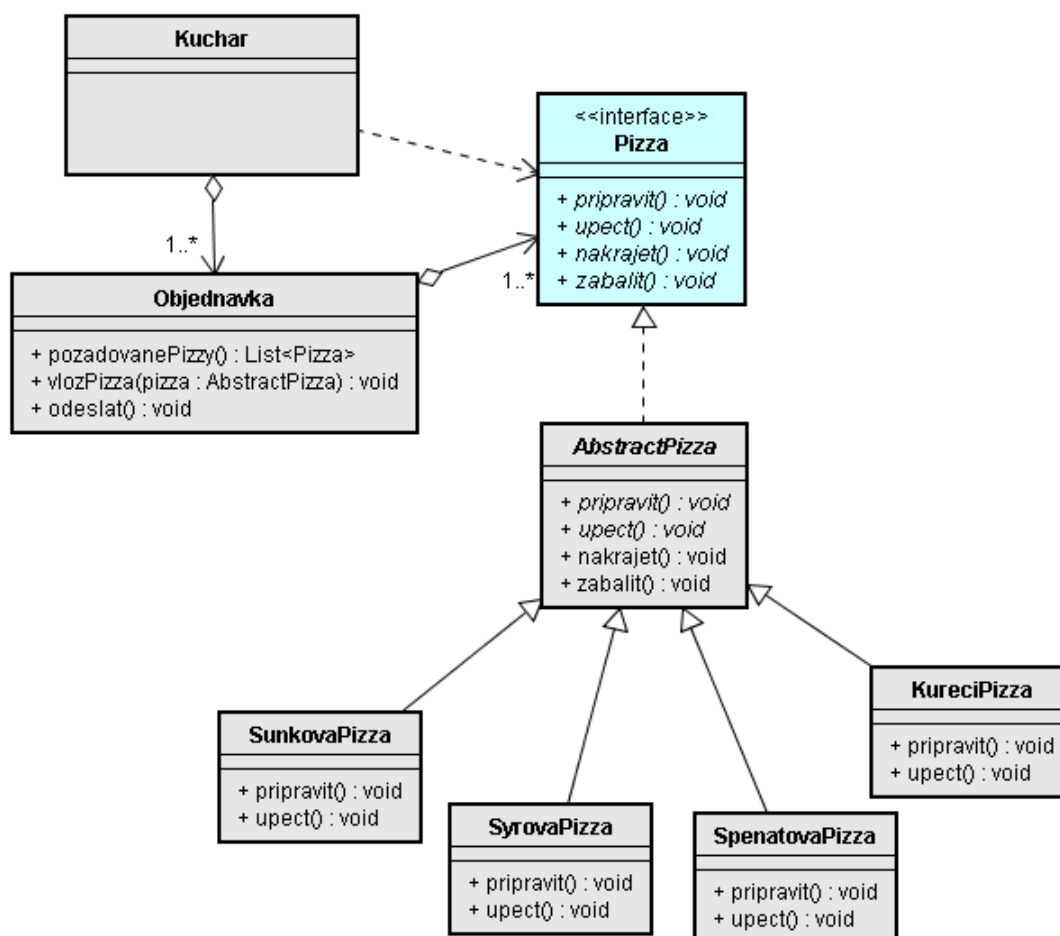 Kuchar
<<interface>>
Pizza
+ pripravit() : void
+ upect() : void
+ nakrajet() : void
+ zabalit() : void
1..*
1..*
Objednavka
+ pozadovanePizzy() : List<Pizza>
+ vlozPizza(pizza : AbstractPizza) : void
+ odeslat() : void
AbstractPizza
+ pripravit() : void
+ upect() : void
+ nakrajet() : void
+ zabalit() : void
SunkovaPizza
+ pripravit() : void
+ upect() : void
SyrovaPizza
+ pripravit() : void
+ upect() : void
SpenatovaPizza
+ pripravit() : void
+ upect() : void
KureciPizza
+ pripravit() : void
+ upect() : void